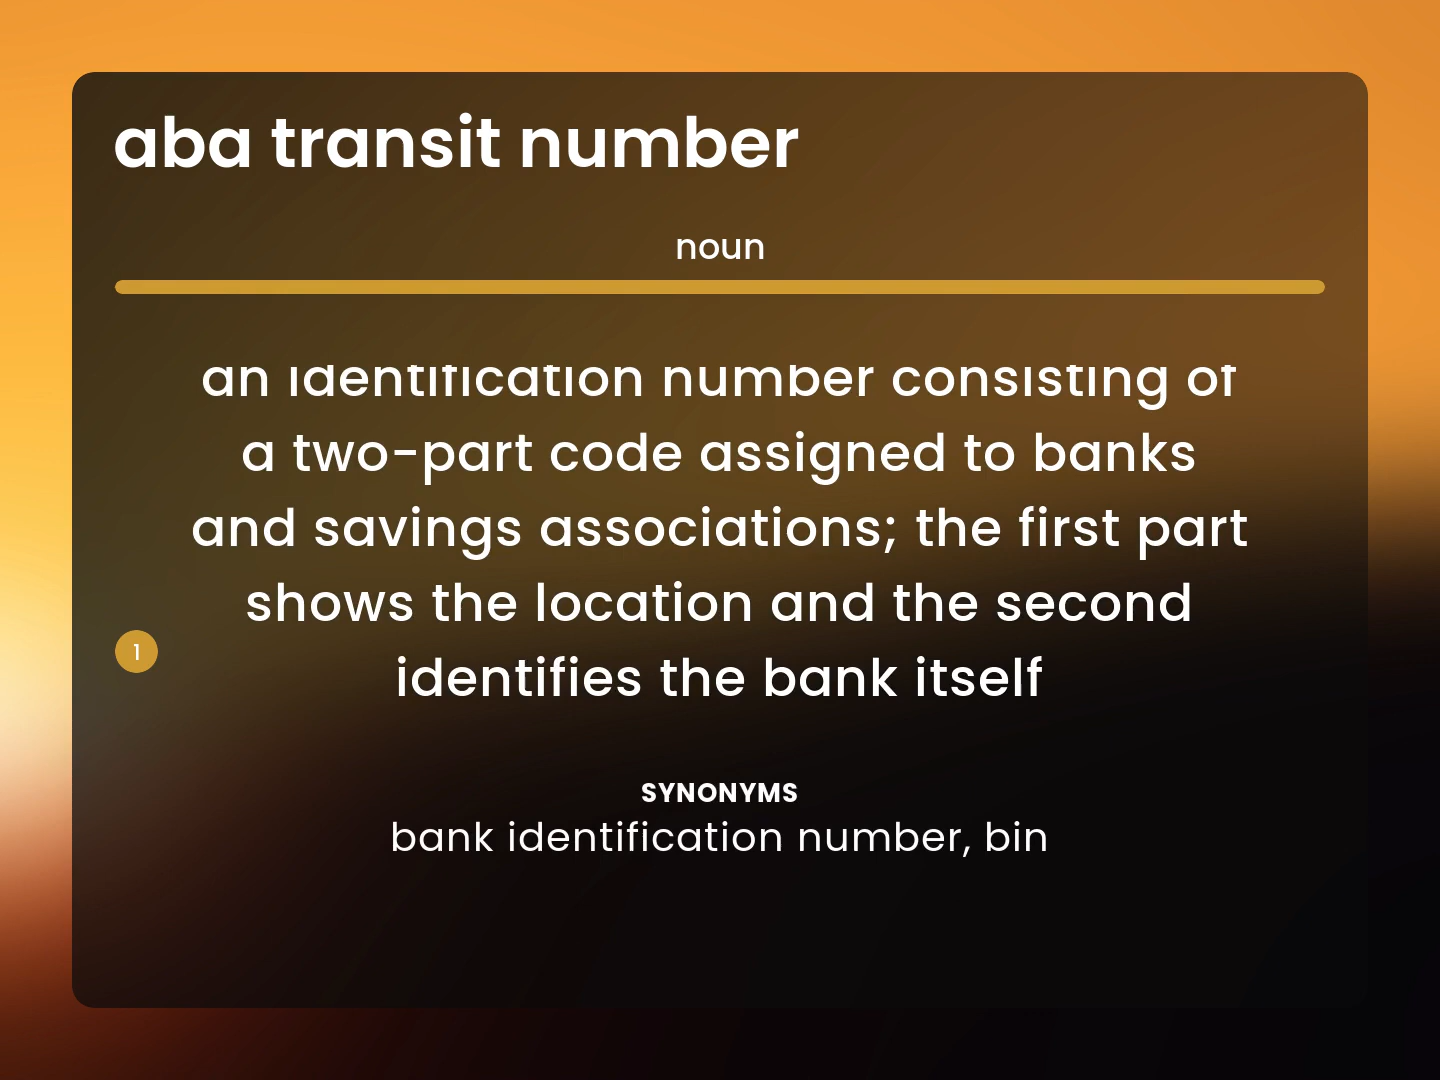 aba transit number
noun
an identification number consisting of
a two-part code assigned to banks
and savings associations; the first part
shows the location and the second
1
identifies the bank itself
SYNONYMS
bank identification number, bin